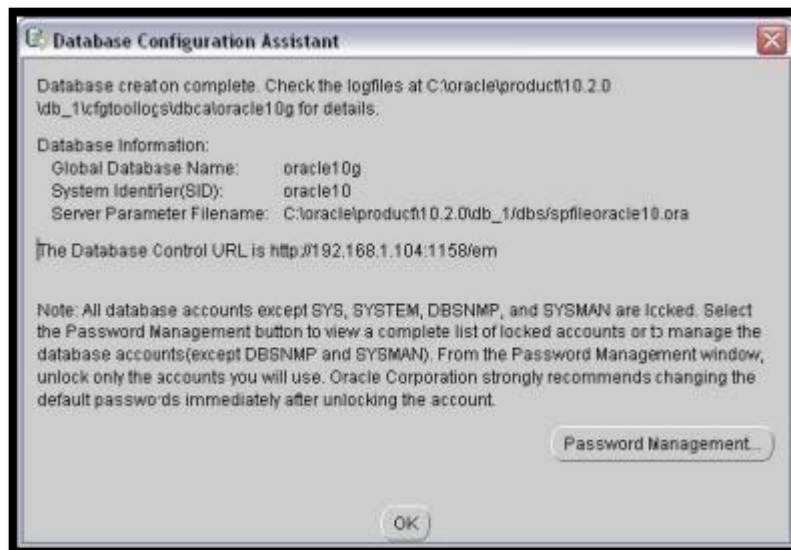 Database Configuration Assistant
Database creaton complete. Check the logfiles at C:\oracle\product\10.2.0
\db_1\cfgtoollogs\dbca\oracle10g for details.
Database Information:
Global Database Name: oracle10g
System Identifier(SID): oracle10
Server Parameter Filename: C:\oracle\product\10.2.0\db_1/dbs/spfileoracle10.ora
The Database Control URL is http://192.168.1.104:1158/em
Note: All database accounts except SYS, SYSTEM, DBSNMP, and SYSMAN are locked. Select
the Password Management button to view a complete list of locked accounts or to manage the
database accounts(except DBSNMP and SYSMAN). From the Password Management window,
unlock only the accounts you will use. Oracle Corporation strongly recommends changing the
default passwords immediately after unlocking the account.
Password Management...
OK